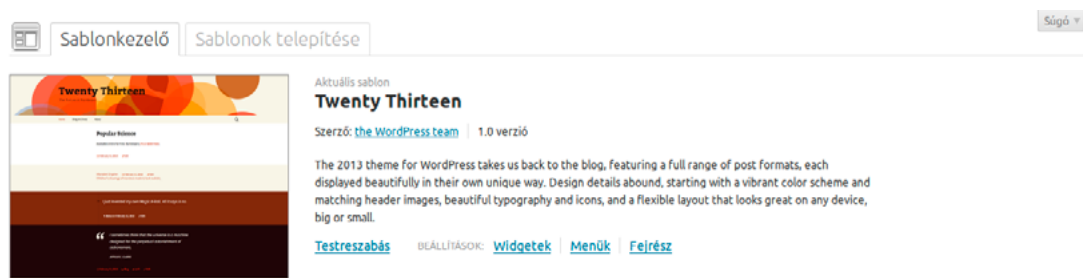 Súgó
Sablonkezelő
Sablonok telepítése
Aktuális sablon
Twenty Thirteen
Szerző: the WordPress team 1.0 verzió
The 2013 theme for WordPress takes us back to the blog, featuring a full range of post formats, each
displayed beautifully in their own unique way. Design details abound, starting with a vibrant color scheme and
matching header images, beautiful typography and icons, and a flexible layout that looks great on any device,
big or small.
Testreszabás BEÁLLÍTÁSOK: Widgetek Menük Fejrész
Twenty Thirteen
Popular Science